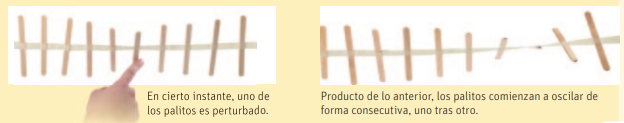 En cierto instante, uno de
los palitos es perturbado.
Producto de lo anterior, los palitos comienzan a oscilar de
forma consecutiva, uno tras otro.